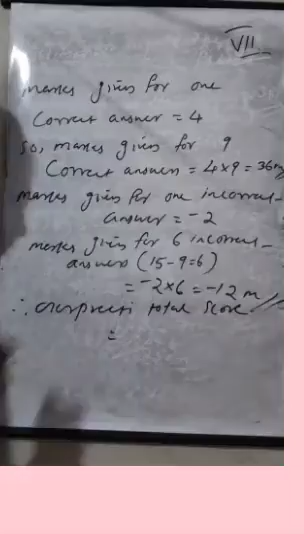 VII.
marks given for one
Correct answer = 4
so, marks given for 9
Correct answers = 4×9 = 36m
marks given for one incorrect
answer = -2
marks given for 6 incorrect
answers (15-9=6)
= -2×6 = -12m
∴ total score
=